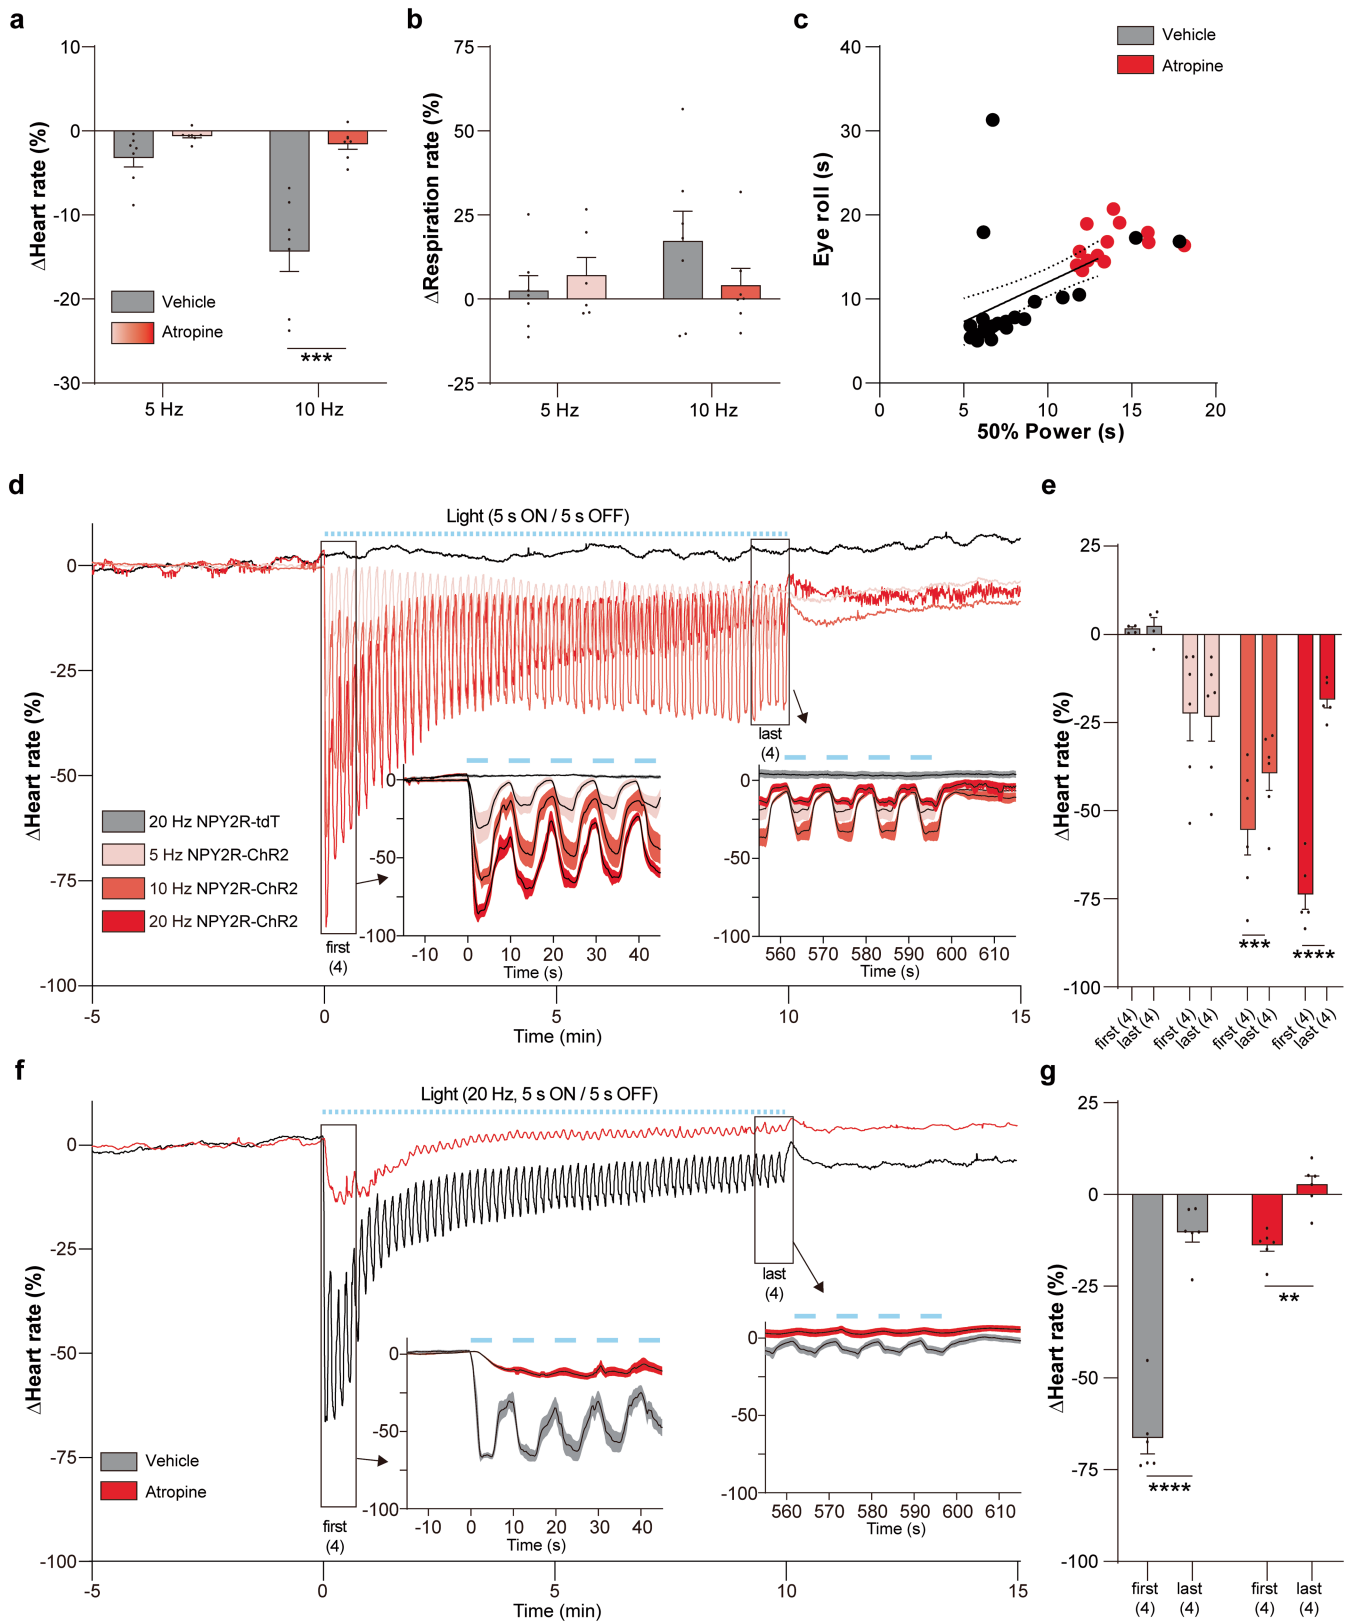 a
10
0
-10
-20
-30
ΔHeart rate (%)
Vehicle
Atropine
***
5 Hz
10 Hz
b
75
50
25
0
-25
ΔRespiration rate (%)
5 Hz
10 Hz
c
Vehicle
Atropine
40
30
20
10
0
Eye roll (s)
0
5
10
15
20
50% Power (s)
d
Light (5 s ON / 5 s OFF)
0
-25
-50
-75
-100
ΔHeart rate (%)
20 Hz NPY2R-tdT
5 Hz NPY2R-ChR2
10 Hz NPY2R-ChR2
20 Hz NPY2R-ChR2
first
(4)
last
(4)
0
-50
-100
-10
0
10
20
30
40
Time (s)
0
-50
-100
560
570
580
590
600
610
Time (s)
-5
0
5
10
15
Time (min)
e
25
0
-25
-50
-75
-100
ΔHeart rate (%)
***
****
first (4)
last (4)
first (4)
last (4)
first (4)
last (4)
first (4)
last (4)
f
Light (20 Hz, 5 s ON / 5 s OFF)
0
-25
-50
-75
-100
ΔHeart rate (%)
Vehicle
Atropine
first
(4)
last
(4)
0
-50
-100
-10
0
10
20
30
40
Time (s)
0
-50
-100
560
570
580
590
600
610
Time (s)
-5
0
5
10
15
Time (min)
g
25
0
-25
-50
-75
-100
ΔHeart rate (%)
****
**
first
(4)
last
(4)
first
(4)
last
(4)